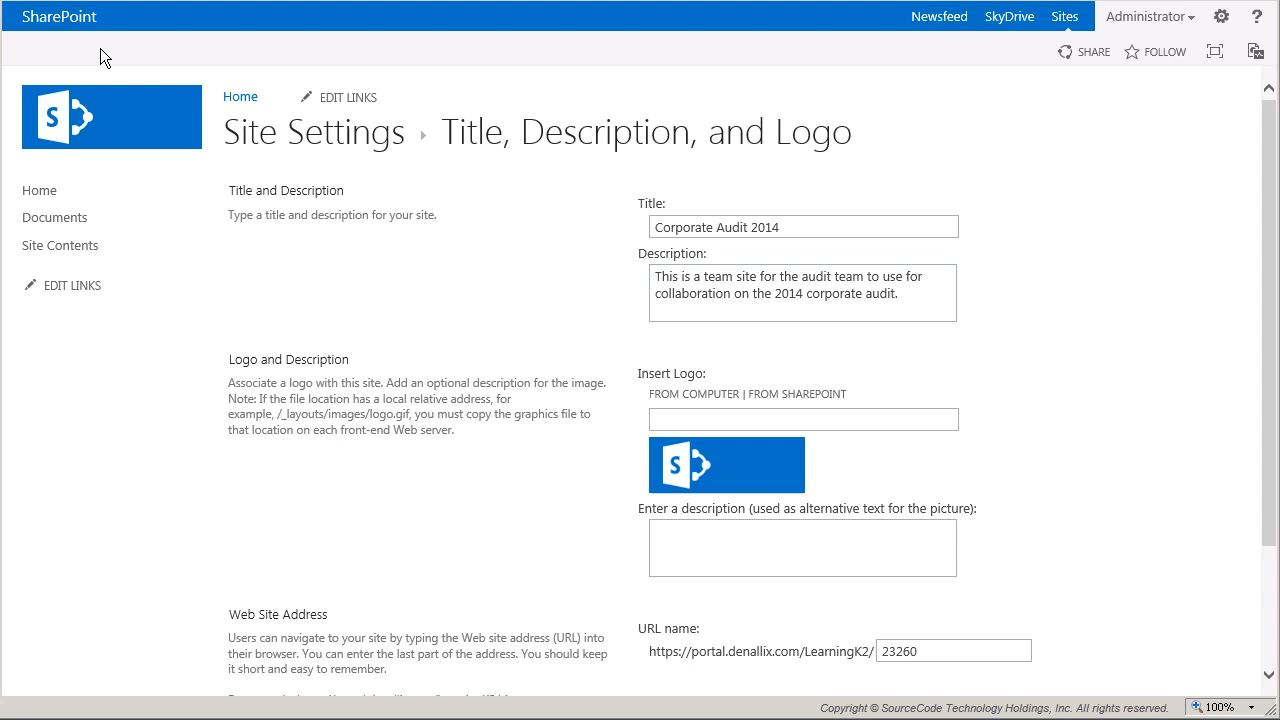 SharePoint
Newsfeed SkyDrive Sites Administrator ?
SHARE FOLLOW
S
Home EDIT LINKS
Site Settings Title, Description, and Logo
Home
Documents
Site Contents
EDIT LINKS
Title and Description
Type a title and description for your site.
Title:
Corporate Audit 2014
Description:
This is a team site for the audit team to use for
collaboration on the 2014 corporate audit.
Logo and Description
Associate a logo with this site. Add an optional description for the image.
Note: If the file location has a local relative address, for
example, /_layouts/images/logo.gif, you must copy the graphics file to
that location on each front-end Web server.
Insert Logo:
FROM COMPUTER | FROM SHAREPOINT
S
Enter a description (used as alternative text for the picture):
Web Site Address
Users can navigate to your site by typing the Web site address (URL) into
their browser. You can enter the last part of the address. You should keep
it short and easy to remember.
URL name:
https://portal.denallix.com/LearningK2/ 23260
Copyright © SourceCode Technology Holdings, Inc. All rights reserved. 100%